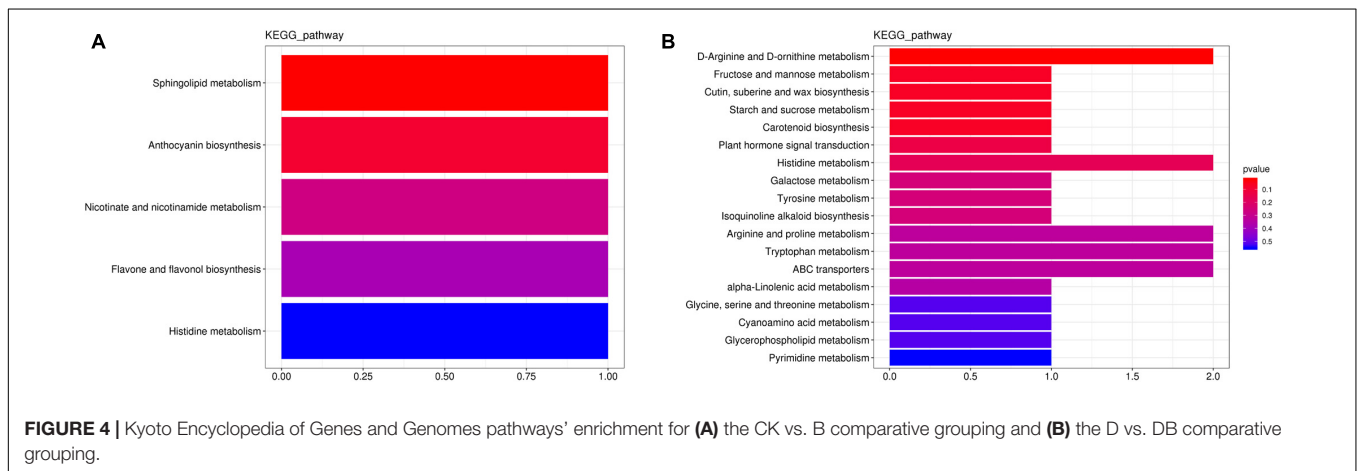 A
KEGG_pathway
Sphingolipid metabolism
Anthocyanin biosynthesis
Nicotinate and nicotinamide metabolism
Flavone and flavonol biosynthesis
Histidine metabolism
0.00 0.25 0.50 0.75 1.00
B
KEGG_pathway
D-Arginine and D-ornithine metabolism
Fructose and mannose metabolism
Cutin, suberine and wax biosynthesis
Starch and sucrose metabolism
Carotenoid biosynthesis
Plant hormone signal transduction
Histidine metabolism
Galactose metabolism
Tyrosine metabolism
Isoquinoline alkaloid biosynthesis
Arginine and proline metabolism
Tryptophan metabolism
ABC transporters
alpha-Linolenic acid metabolism
Glycine, serine and threonine metabolism
Cyanoamino acid metabolism
Glycerophospholipid metabolism
Pyrimidine metabolism
0.0 0.5 1.0 1.5 2.0
pvalue
0.1
0.2
0.3
0.4
0.5
FIGURE 4 | Kyoto Encyclopedia of Genes and Genomes pathways' enrichment for (A) the CK vs. B comparative grouping and (B) the D vs. DB comparative
grouping.